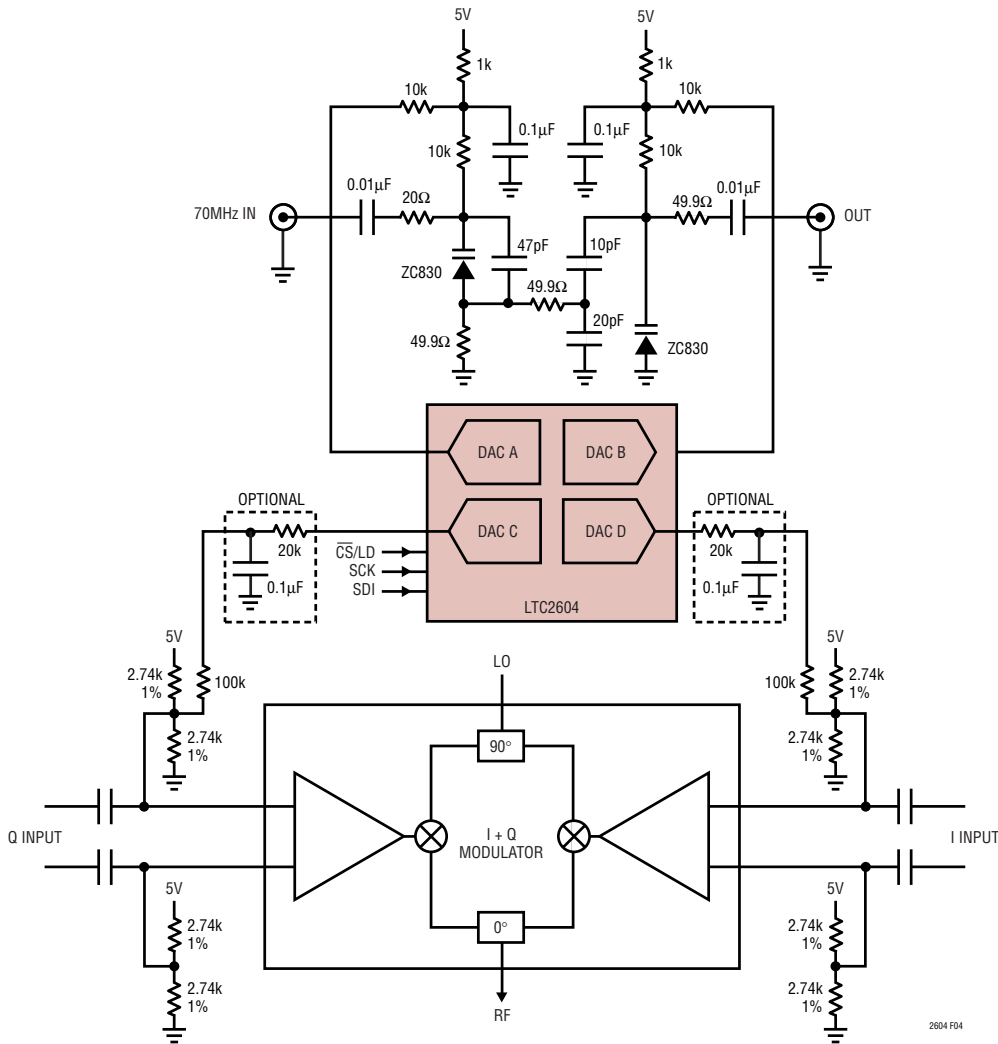 5V
5V
1k
1k
10k
10k
0.1µF
0.1µF
10k
10k
0.01µF
20Ω
49.9Ω
0.01µF
70MHz IN
OUT
47pF
10pF
ZC830
49.9Ω
20pF
49.9Ω
ZC830
DAC A
DAC B
OPTIONAL
OPTIONAL
DAC C
DAC D
20k
20k
CS/LD
SCK
SDI
0.1µF
0.1µF
LTC2604
5V
5V
2.74k
1%
100k
100k
2.74k
1%
LO
2.74k
1%
2.74k
1%
90°
Q INPUT
I + Q
MODULATOR
I INPUT
5V
5V
2.74k
1%
0°
2.74k
1%
2.74k
1%
2.74k
1%
RF
2604 F04